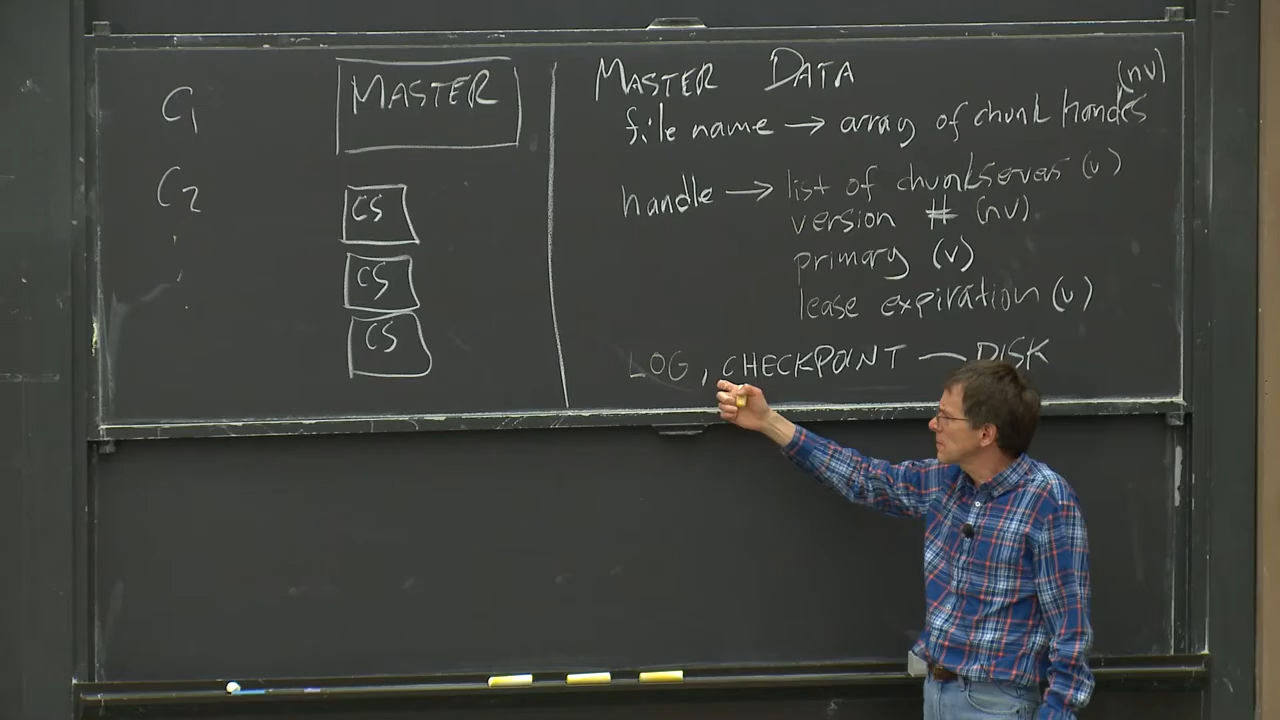 C1
C2
MASTER
CS
CS
CS
MASTER DATA
(nv)
file name → array of chunk handes
handle → list of chunkservers (v)
version # (nv)
primary (v)
lease expiration (v)
LOG, CHECKPOINT — DISK